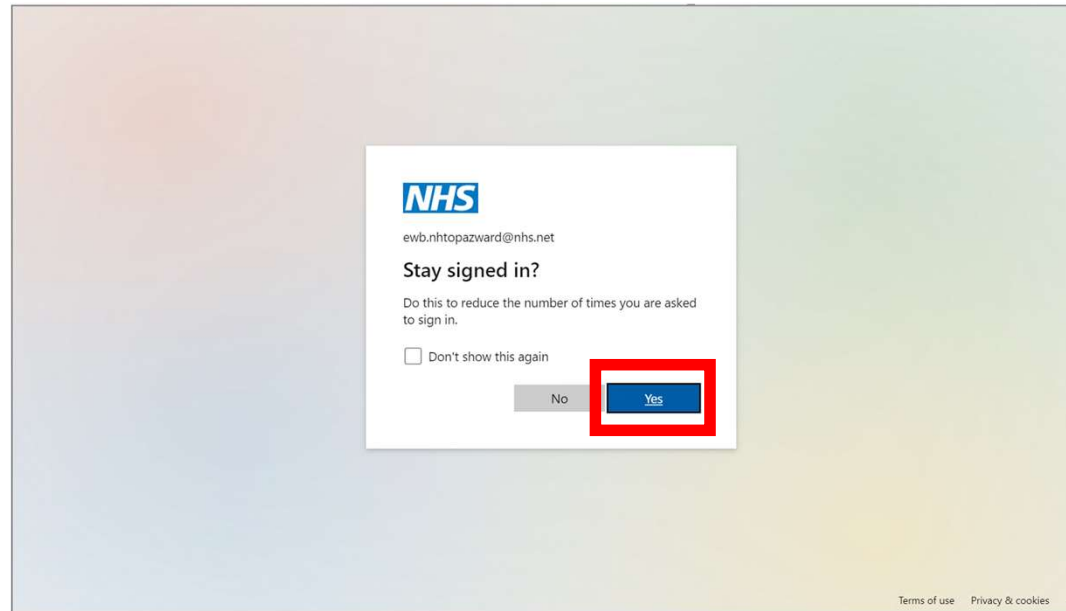 NHS
ewb.nhtopazward@nhs.net
Stay signed in?
Do this to reduce the number of times you are asked
to sign in.
Don't show this again
No
Yes
Terms of use Privacy & cookies